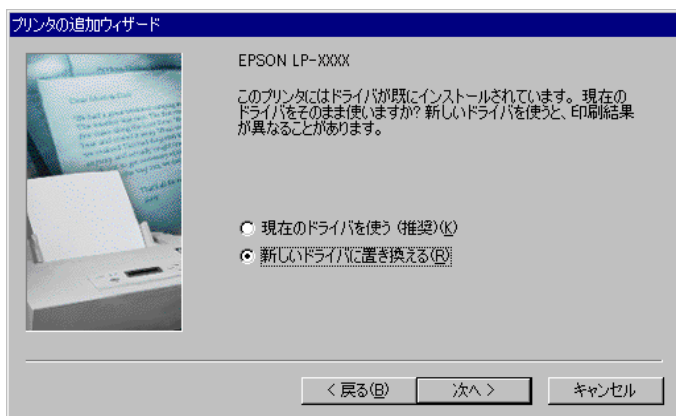 プリンタの追加ウィザード
EPSON LP-XXXX
このプリンタにはドライバが既にインストールされています。現在の
ドライバをそのまま使いますか? 新しいドライバを使うと、印刷結果
が異なることがあります。
現在のドライバを使う (推奨)(K)
新しいドライバに置き換える(R)
< 戻る(B)
次へ >
キャンセル